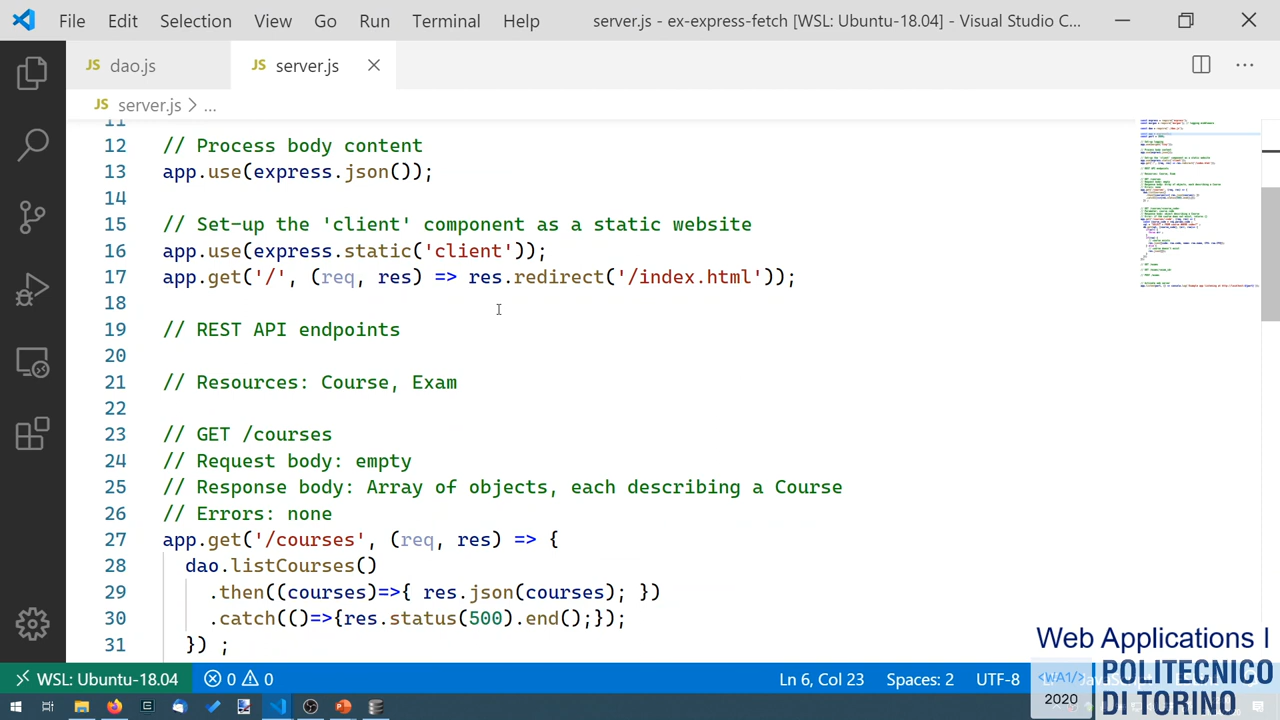 File Edit Selection View Go Run Terminal Help server.js - ex-express-fetch [WSL: Ubuntu-18.04] - Visual Studio C...
JS dao.js JS server.js
JS server.js > ...
11
12 // Process body content
13 app.use(express.json());
14
15 // Set-up the 'client' component as a static website
16 app.use(express.static('client'));
17 app.get('/', (req, res) => res.redirect('/index.html'));
18
19 // REST API endpoints
20
21 // Resources: Course, Exam
22
23 // GET /courses
24 // Request body: empty
25 // Response body: Array of objects, each describing a Course
26 // Errors: none
27 app.get('/courses', (req, res) => {
28 dao.listCourses()
29 .then((courses)=>{ res.json(courses); })
30 .catch(()=>{res.status(500).end();});
31 }) ;
Web Applications I
WSL: Ubuntu-18.04 0 0 Ln 6, Col 23 Spaces: 2 UTF-8
<WA1/> POLITECNICO
2020 DI TORINO